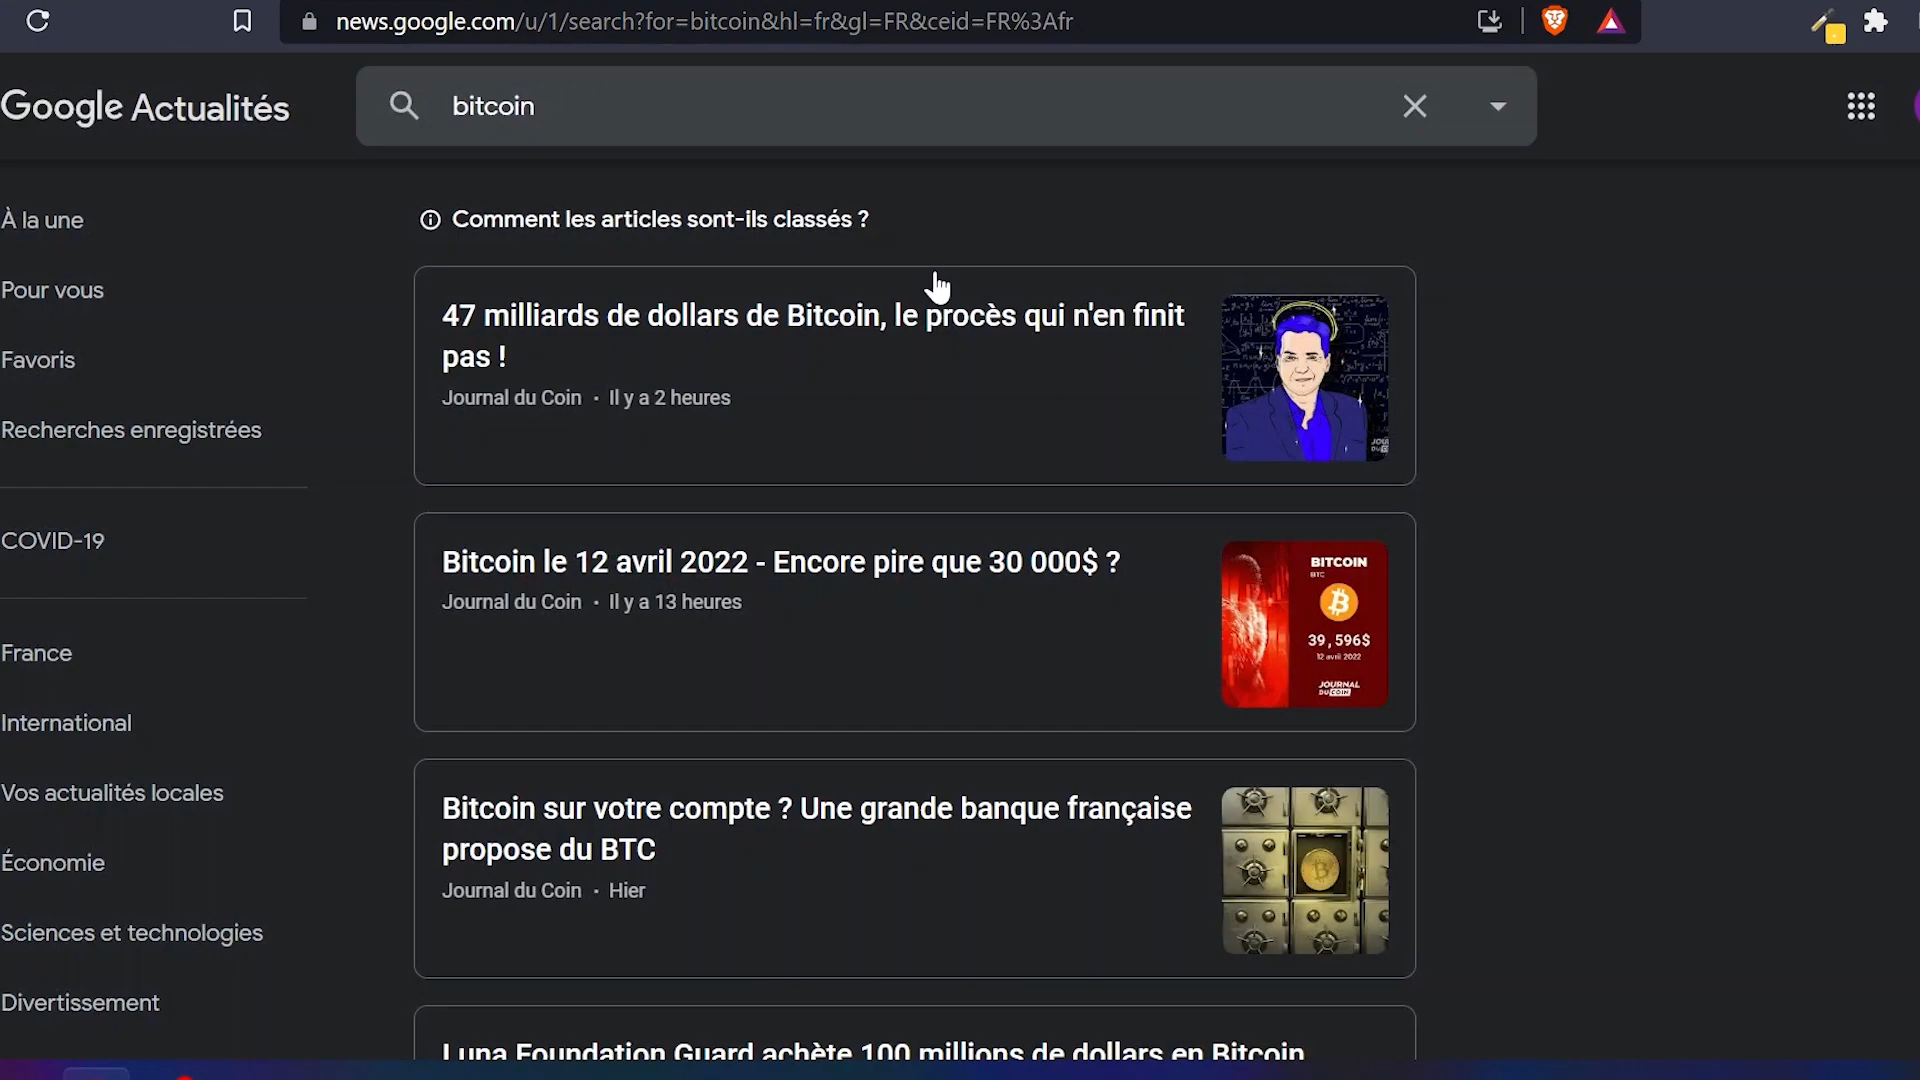 news.google.com/u/1/search?for=bitcoin&hl=fr&gl=FR&ceid=FR%3Afr
Google Actualités
bitcoin
À la une
Pour vous
Favoris
Recherches enregistrées
COVID-19
France
International
Vos actualités locales
Économie
Sciences et technologies
Divertissement
Comment les articles sont-ils classés ?
47 milliards de dollars de Bitcoin, le procès qui n'en finit
pas !
Journal du Coin · Il y a 2 heures
Bitcoin le 12 avril 2022 - Encore pire que 30 000$ ?
Journal du Coin · Il y a 13 heures
BITCOIN
BTC
39,596$
12 avril 2022
JOURNAL
DU COIN
Bitcoin sur votre compte ? Une grande banque française
propose du BTC
Journal du Coin · Hier
Luna Foundation Guard achète 100 millions de dollars en Bitcoin